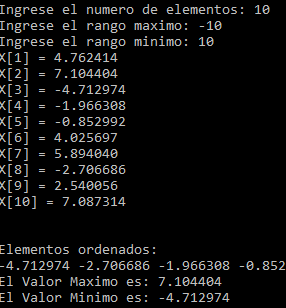 Ingrese el numero de elementos: 10
Ingrese el rango maximo: -10
Ingrese el rango minimo: 10
X[1] = 4.762414
X[2] = 7.104404
X[3] = -4.712974
X[4] = -1.966308
X[5] = -0.852992
X[6] = 4.025697
X[7] = 5.894040
X[8] = -2.706686
X[9] = 2.540056
X[10] = 7.087314
Elementos ordenados:
-4.712974 -2.706686 -1.966308 -0.852
El Valor Maximo es: 7.104404
El Valor Minimo es: -4.712974